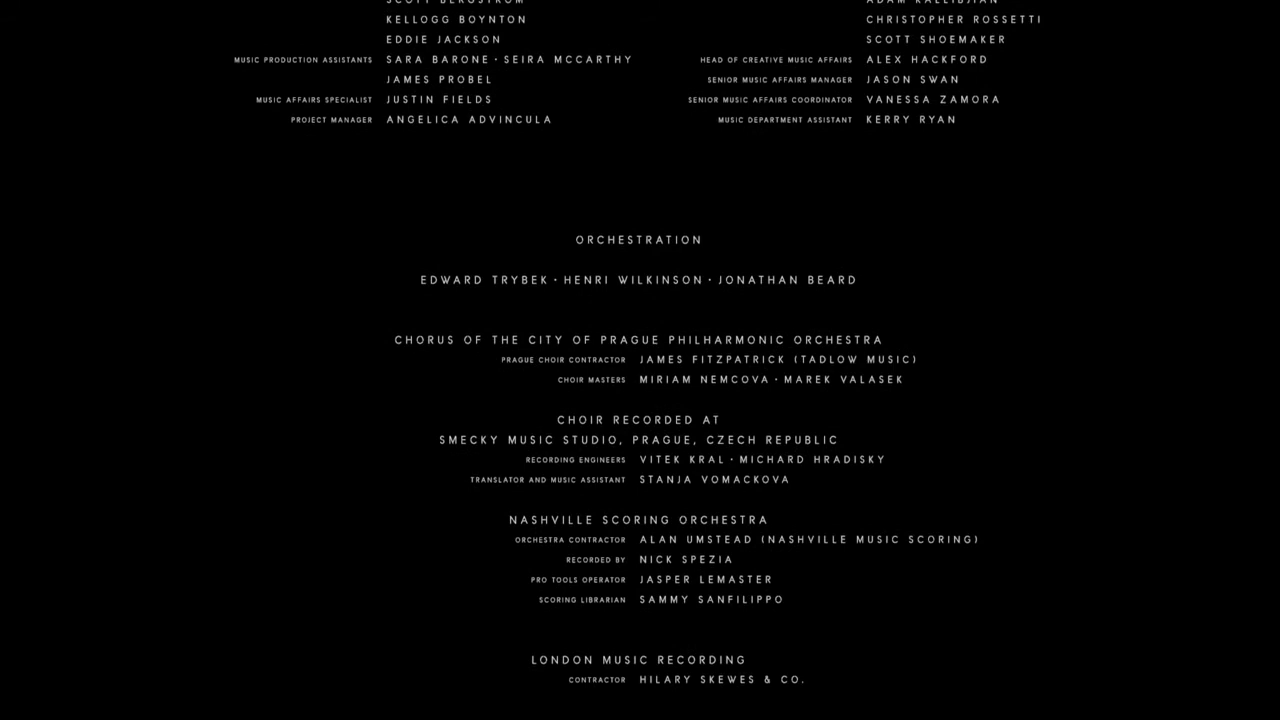 SCOTT BERGSTROM
KELLOGG BOYNTON
EDDIE JACKSON
MUSIC PRODUCTION ASSISTANTS SARA BARONE • SEIRA MCCARTHY
JAMES PROBEL
MUSIC AFFAIRS SPECIALIST JUSTIN FIELDS
PROJECT MANAGER ANGELICA ADVINCULA
ADAM KALLIBJIAN
CHRISTOPHER ROSSETTI
SCOTT SHOEMAKER
HEAD OF CREATIVE MUSIC AFFAIRS ALEX HACKFORD
SENIOR MUSIC AFFAIRS MANAGER JASON SWAN
SENIOR MUSIC AFFAIRS COORDINATOR VANESSA ZAMORA
MUSIC DEPARTMENT ASSISTANT KERRY RYAN
ORCHESTRATION
EDWARD TRYBEK • HENRI WILKINSON • JONATHAN BEARD
CHORUS OF THE CITY OF PRAGUE PHILHARMONIC ORCHESTRA
PRAGUE CHOIR CONTRACTOR JAMES FITZPATRICK (TADLOW MUSIC)
CHOIR MASTERS MIRIAM NEMCOVA • MAREK VALASEK
CHOIR RECORDED AT
SMECKY MUSIC STUDIO, PRAGUE, CZECH REPUBLIC
RECORDING ENGINEERS VITEK KRAL • MICHARD HRADISKY
TRANSLATOR AND MUSIC ASSISTANT STANJA VOMACKOVA
NASHVILLE SCORING ORCHESTRA
ORCHESTRA CONTRACTOR ALAN UMSTEAD (NASHVILLE MUSIC SCORING)
RECORDED BY NICK SPEZIA
PRO TOOLS OPERATOR JASPER LEMASTER
SCORING LIBRARIAN SAMMY SANFILIPPO
LONDON MUSIC RECORDING
CONTRACTOR HILARY SKEWES & CO.